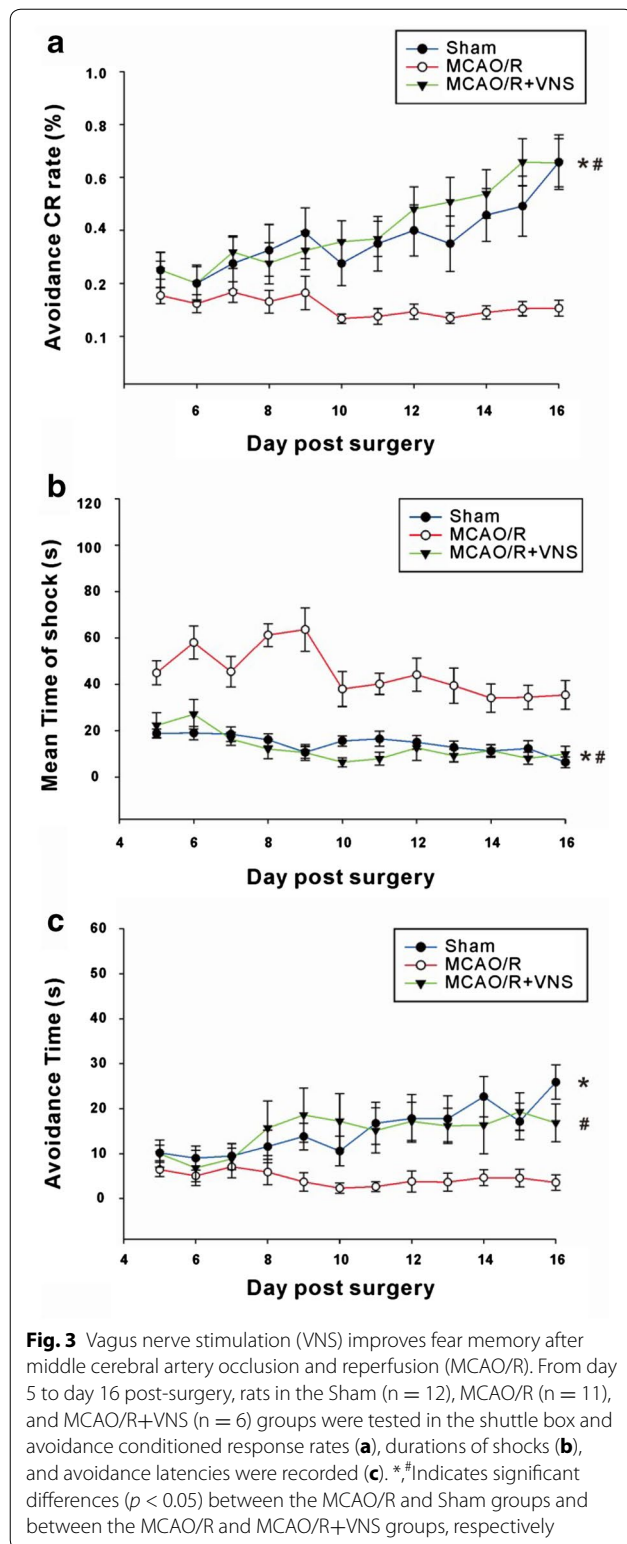 a
Sham
MCAO/R
MCAO/R+VNS
Avoidance CR rate (%)
1.0
0.8
0.6
0.4
0.2
0.1
* #
6 8 10 12 14 16
Day post surgery
b
Sham
MCAO/R
MCAO/R+VNS
Mean Time of shock (s)
120
100
80
60
40
20
0
* #
4 6 8 10 12 14 16
Day post surgery
c
Sham
MCAO/R
MCAO/R+VNS
Avoidance Time (s)
60
50
40
30
20
10
0
*
#
4 6 8 10 12 14 16
Day post surgery
Fig. 3 Vagus nerve stimulation (VNS) improves fear memory after
middle cerebral artery occlusion and reperfusion (MCAO/R). From day
5 to day 16 post-surgery, rats in the Sham (n = 12), MCAO/R (n = 11),
and MCAO/R+VNS (n = 6) groups were tested in the shuttle box and
avoidance conditioned response rates (a), durations of shocks (b),
and avoidance latencies were recorded (c). *,#Indicates significant
differences (p < 0.05) between the MCAO/R and Sham groups and
between the MCAO/R and MCAO/R+VNS groups, respectively